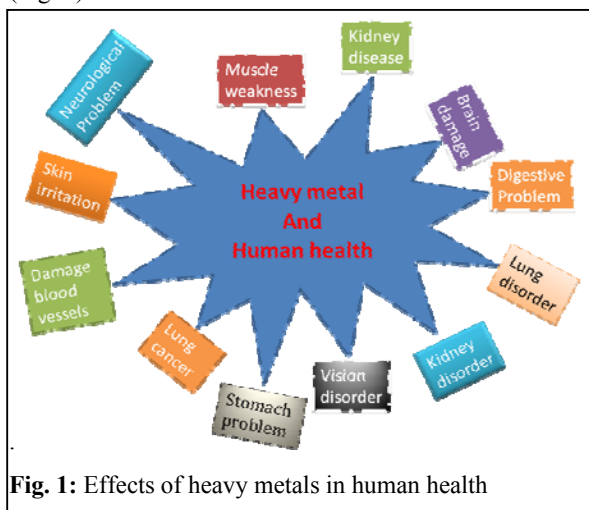 Neurological
Problem
Muscle
weakness
Kidney
disease
Brain
damage
Digestive
Problem
Skin
irritation
Heavy metal
And
Human health
Lung
disorder
Damage
blood
vessels
Lung
cancer
Stomach
problem
Vision
disorder
Kidney
disorder
.
Fig. 1: Effects of heavy metals in human health